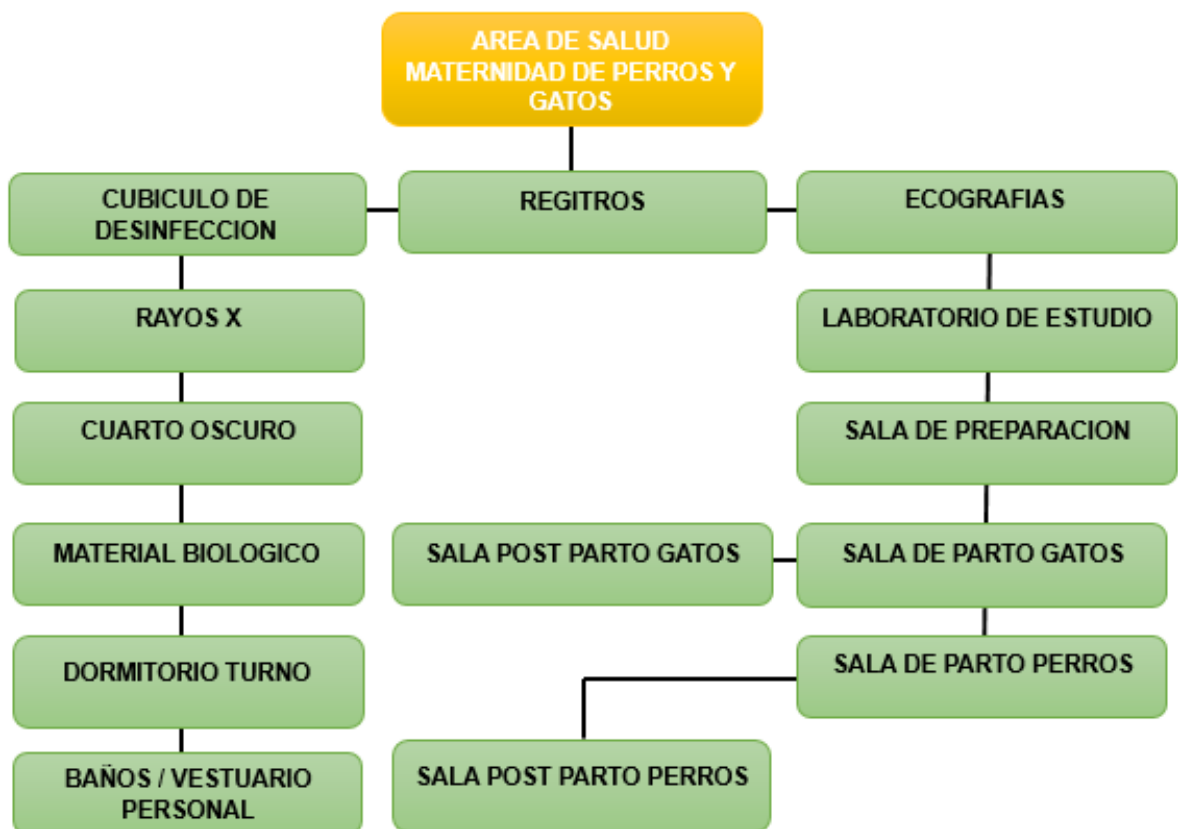 AREA DE SALUD
MATERNIDAD DE PERROS Y
GATOS
CUBICULO DE
DESINFECCION
REGITROS
ECOGRAFIAS
RAYOS X
LABORATORIO DE ESTUDIO
CUARTO OSCURO
SALA DE PREPARACION
MATERIAL BIOLOGICO
SALA POST PARTO GATOS
SALA DE PARTO GATOS
DORMITORIO TURNO
SALA DE PARTO PERROS
BAÑOS / VESTUARIO
PERSONAL
SALA POST PARTO PERROS